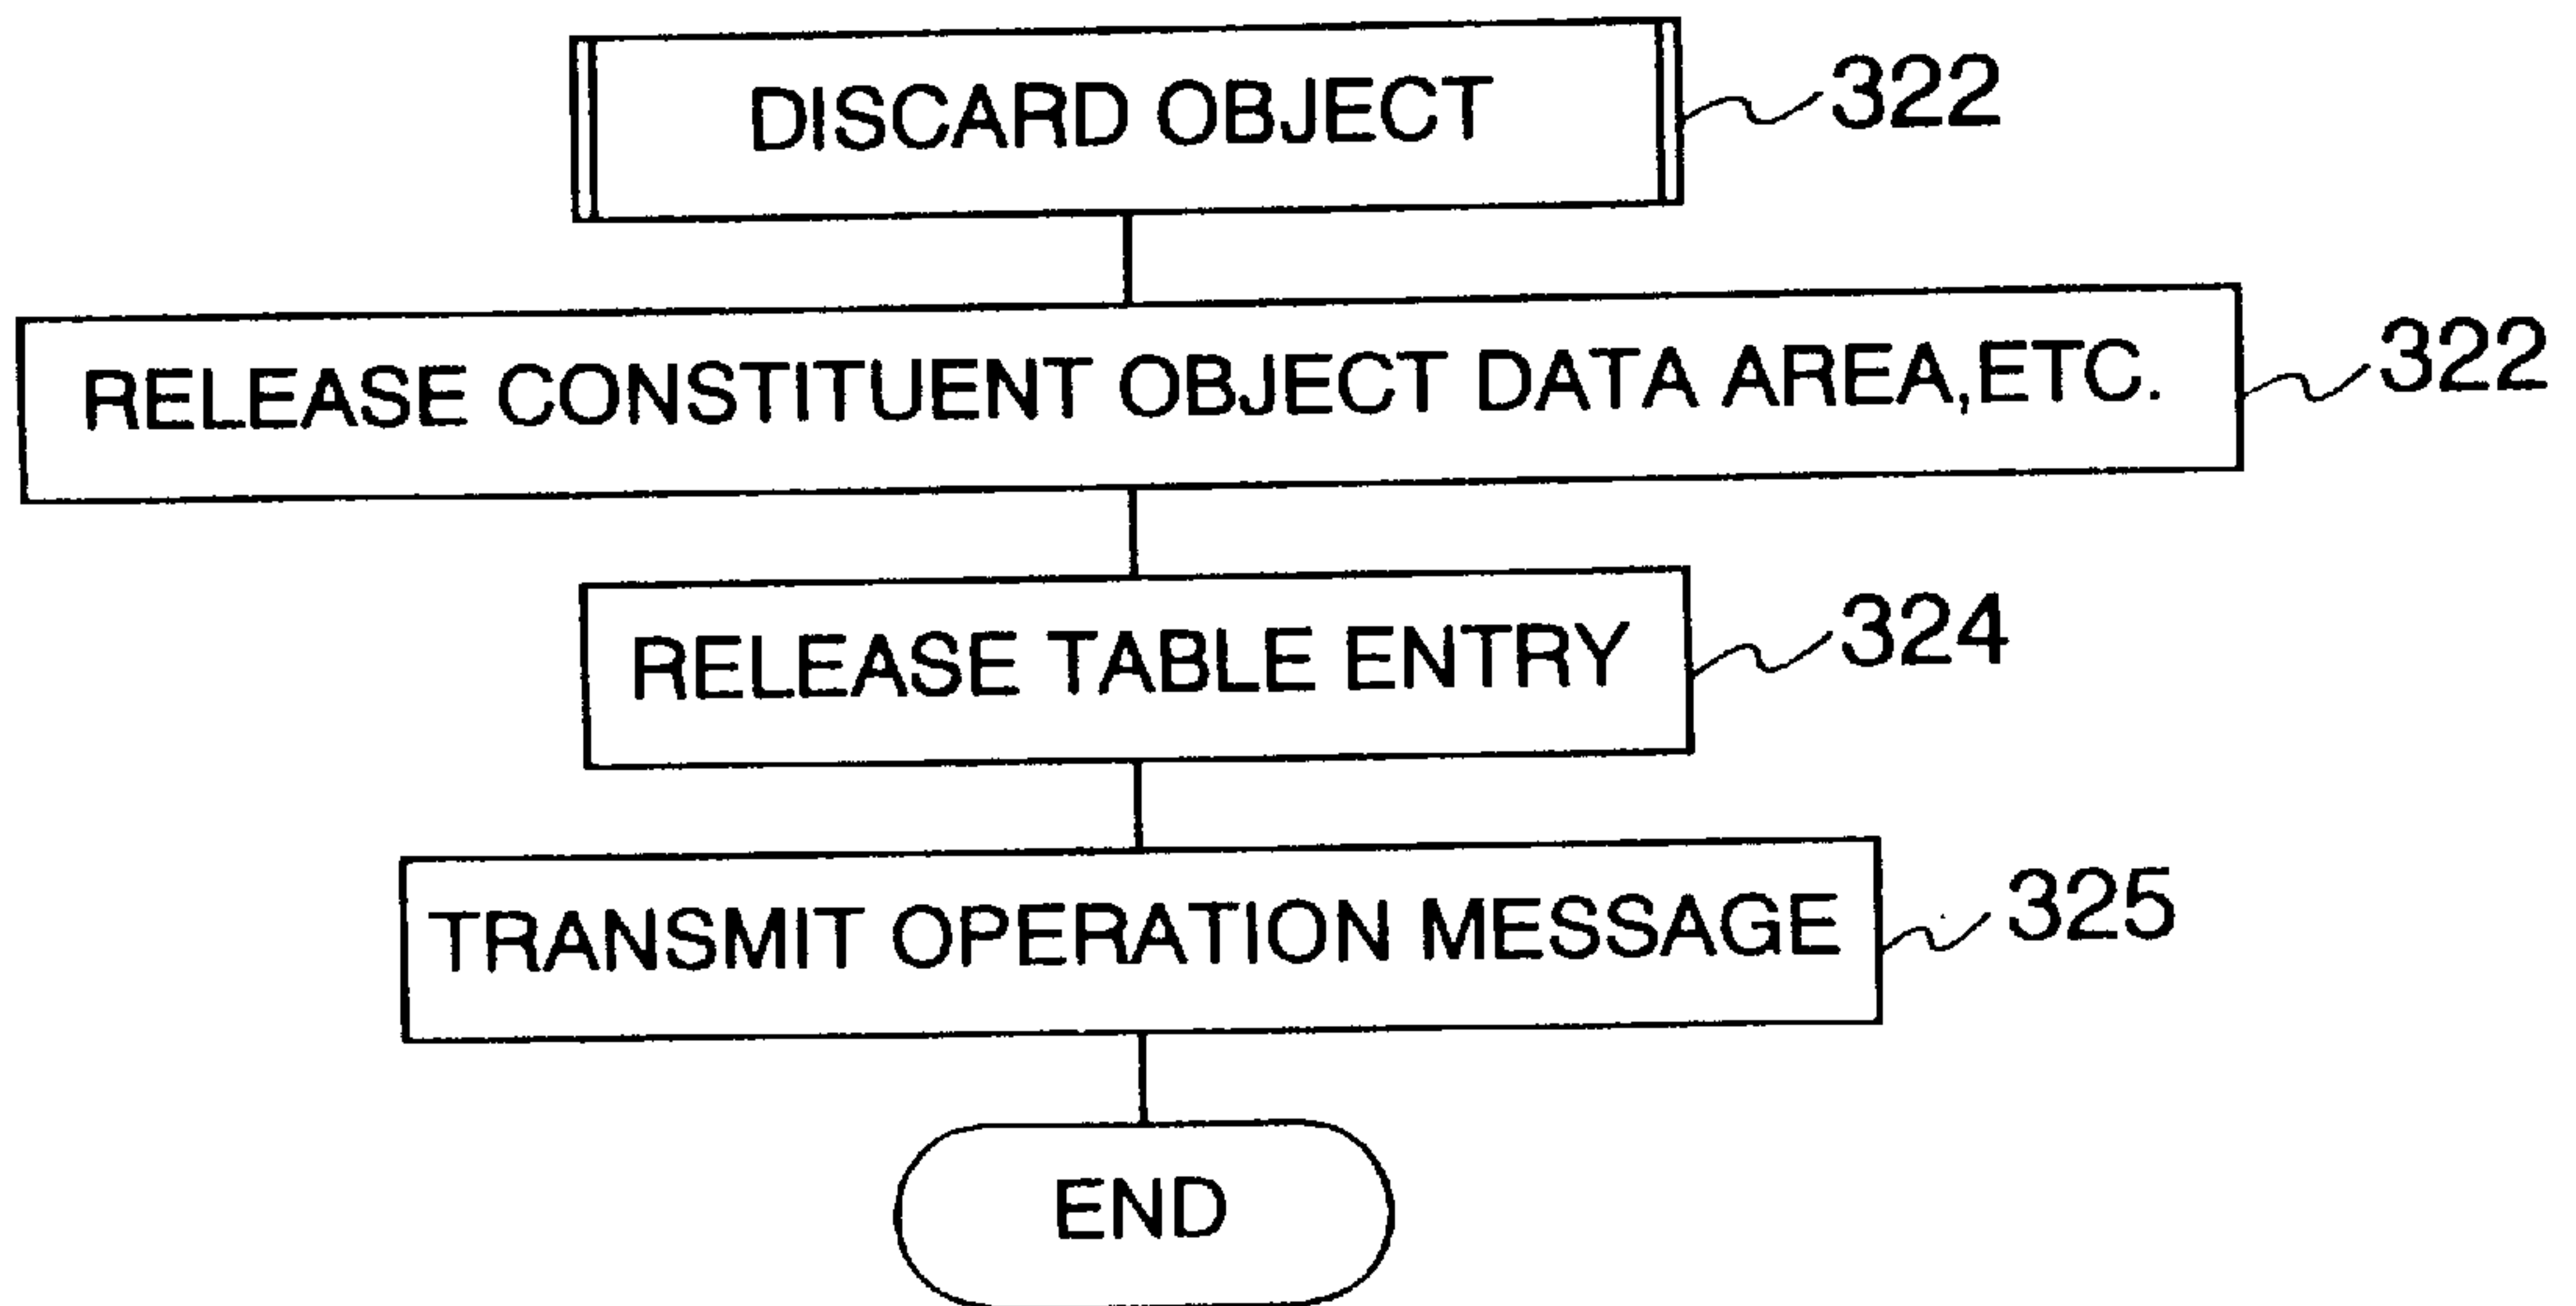 DISCARD OBJECT 322
RELEASE CONSTITUENT OBJECT DATA AREA,ETC. 322
RELEASE TABLE ENTRY 324
TRANSMIT OPERATION MESSAGE 325
END